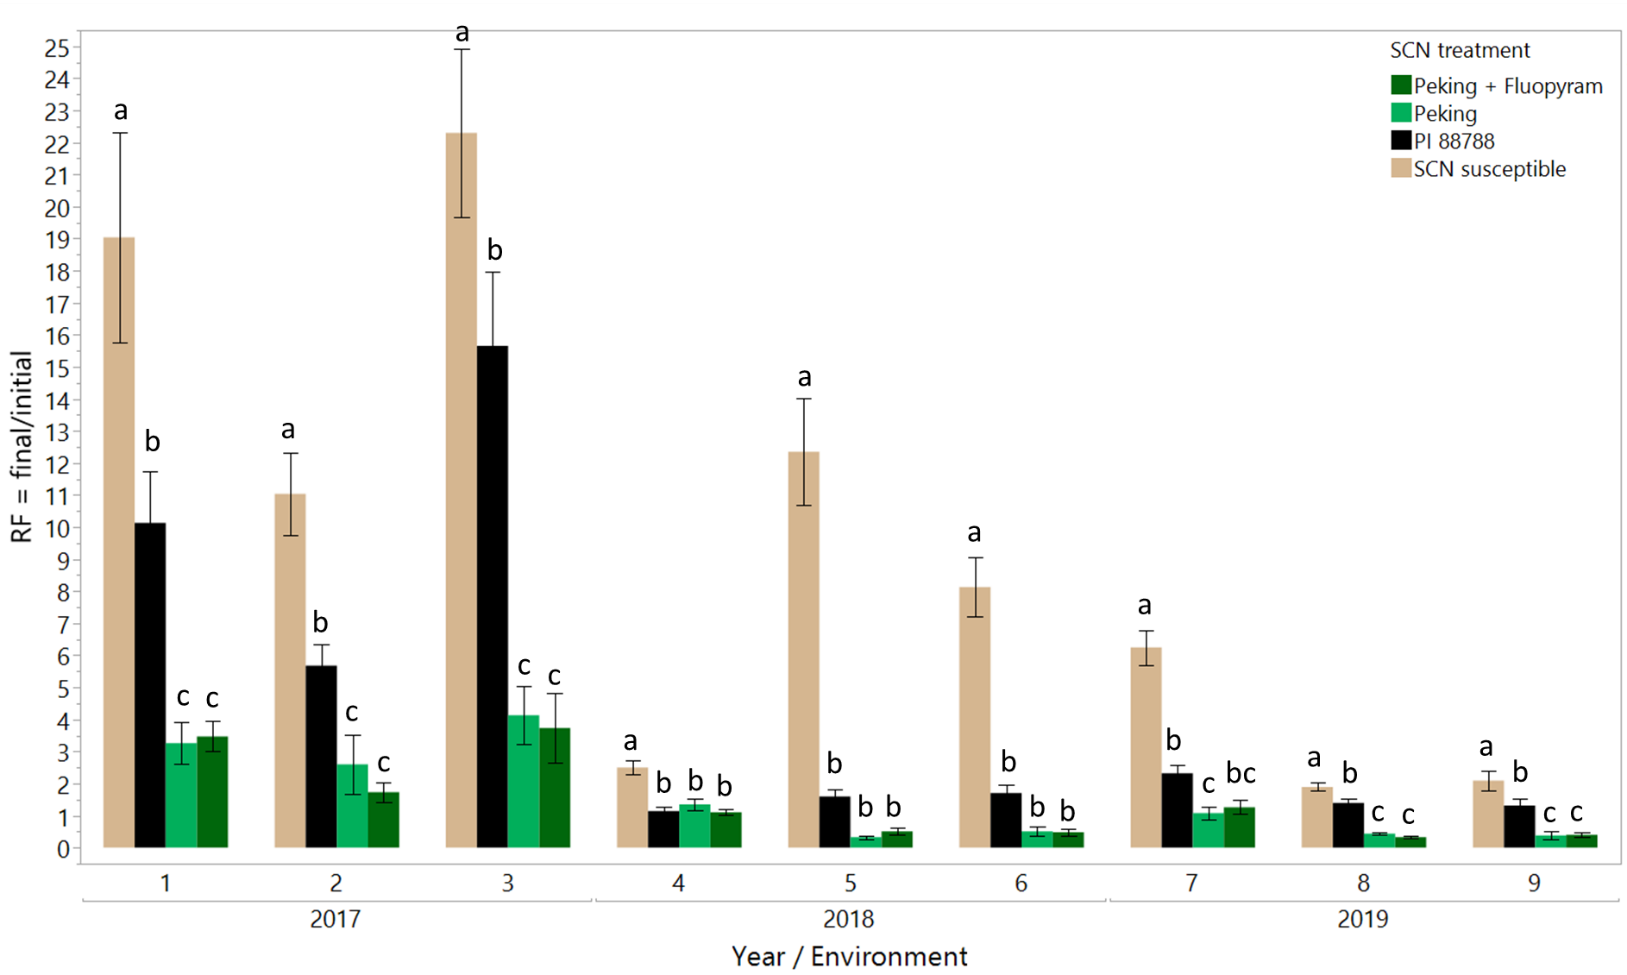 SCN treatment
Peking + Fluopyram
Peking
PI 88788
SCN susceptible
RF = final/initial
25
24
23
22
21
20
19
18
17
16
15
14
13
12
11
10
9
8
7
6
5
4
3
2
1
0
a b c c
a b c c
a b c c
a b b b
a b b b
a b b b
a b c bc
a b c c
a b c c
1 2 3 4 5 6 7 8 9
2017 2018 2019
Year / Environment